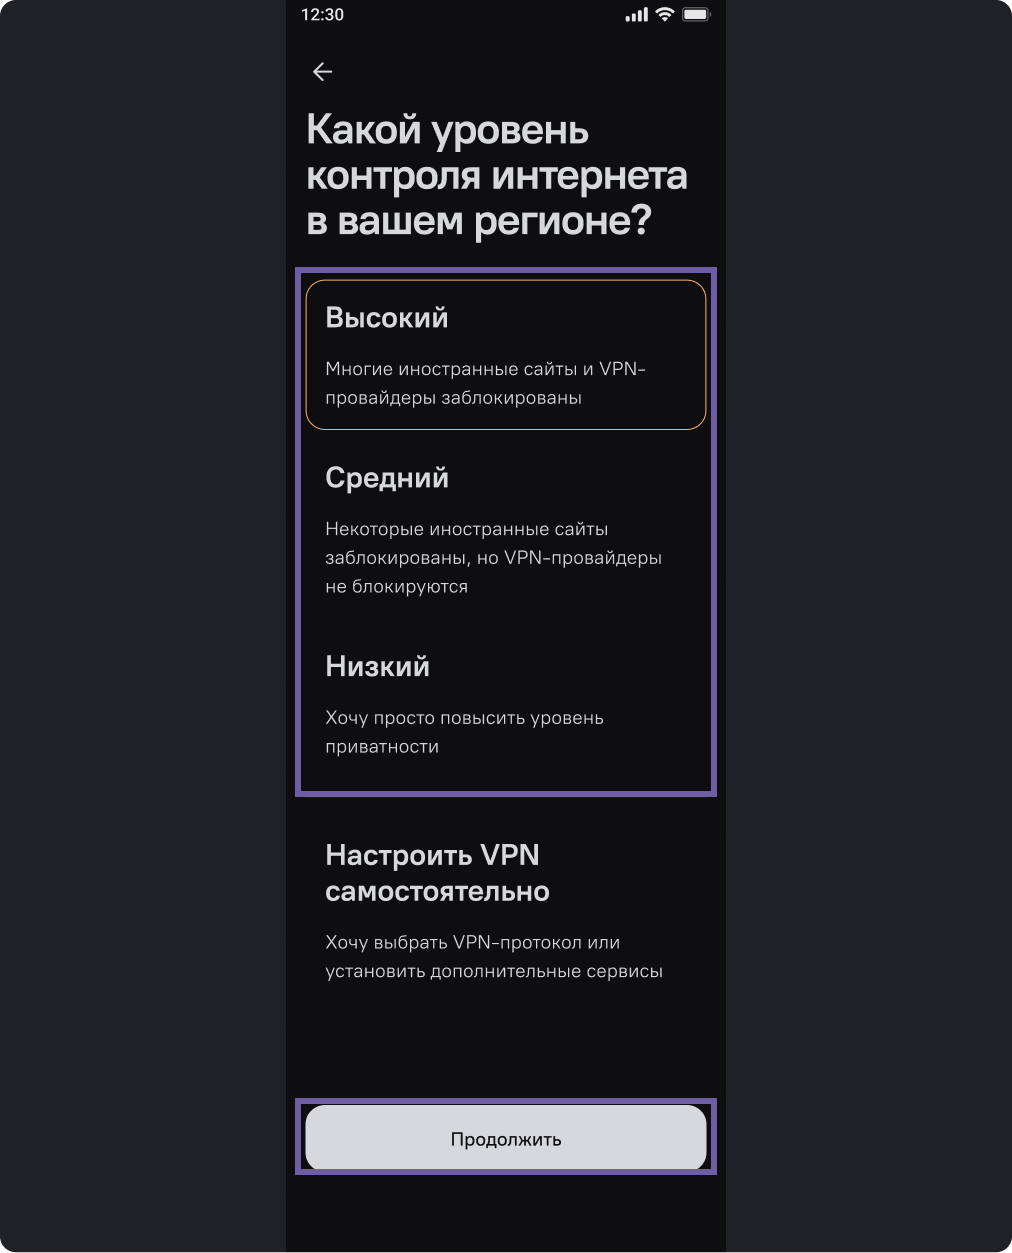 12:30
Какой уровень
контроля интернета
в вашем регионе?
Высокий
Многие иностранные сайты и VPN-
провайдеры заблокированы
Средний
Некоторые иностранные сайты
заблокированы, но VPN-провайдеры
не блокируются
Низкий
Хочу просто повысить уровень
приватности
Настроить VPN
самостоятельно
Хочу выбрать VPN-протокол или
установить дополнительные сервисы
Продолжить